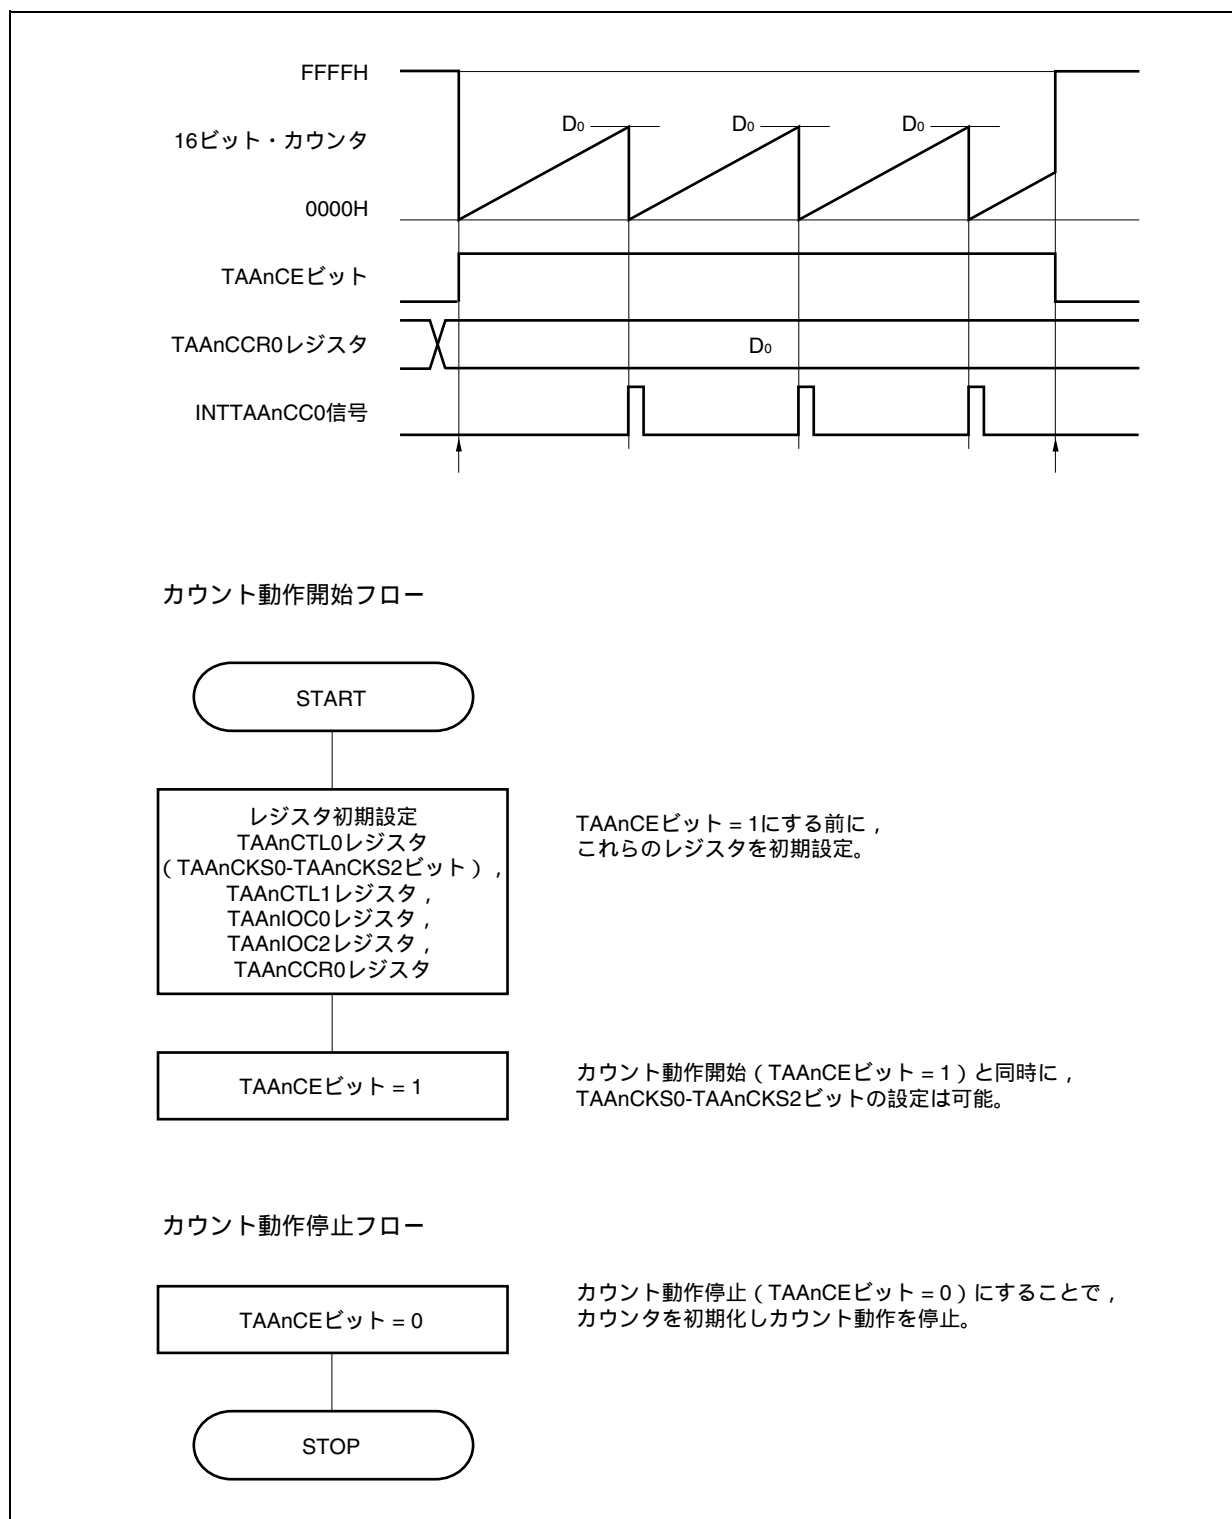 FFFFH
16ビット・カウンタ
D0 D0 D0
0000H
TAAnCEビット
TAAnCCR0レジスタ
D0
INTTAAnCC0信号
カウント動作開始フロー
START
レジスタ初期設定
TAAnCTL0レジスタ
（TAAnCKS0-TAAnCKS2ビット），
TAAnCTL1レジスタ，
TAAnIOC0レジスタ，
TAAnIOC2レジスタ，
TAAnCCR0レジスタ
TAAnCEビット = 1にする前に，
これらのレジスタを初期設定。
TAAnCEビット = 1
カウント動作開始（TAAnCEビット = 1）と同時に，
TAAnCKS0-TAAnCKS2ビットの設定は可能。
カウント動作停止フロー
TAAnCEビット = 0
カウント動作停止（TAAnCEビット = 0）にすることで，
カウンタを初期化しカウント動作を停止。
STOP